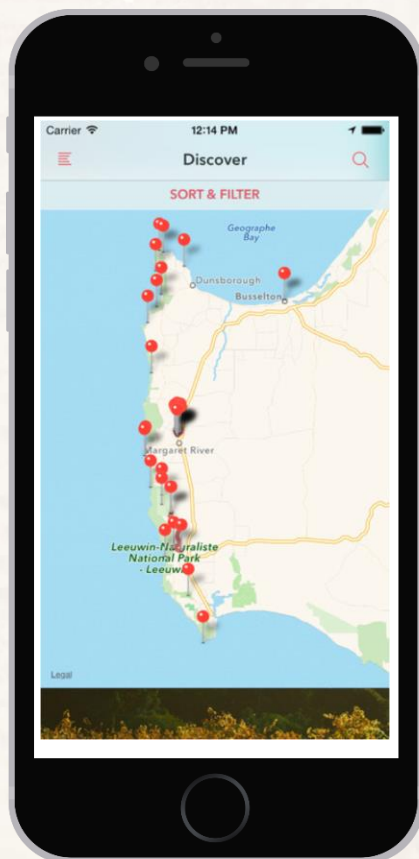 Carrier 12:14 PM
Discover
SORT & FILTER
Geographe
Bay
Dunsborough
Busselton
Margaret River
Leeuwin-Naturaliste
National Park
- Leeuwin
Legal